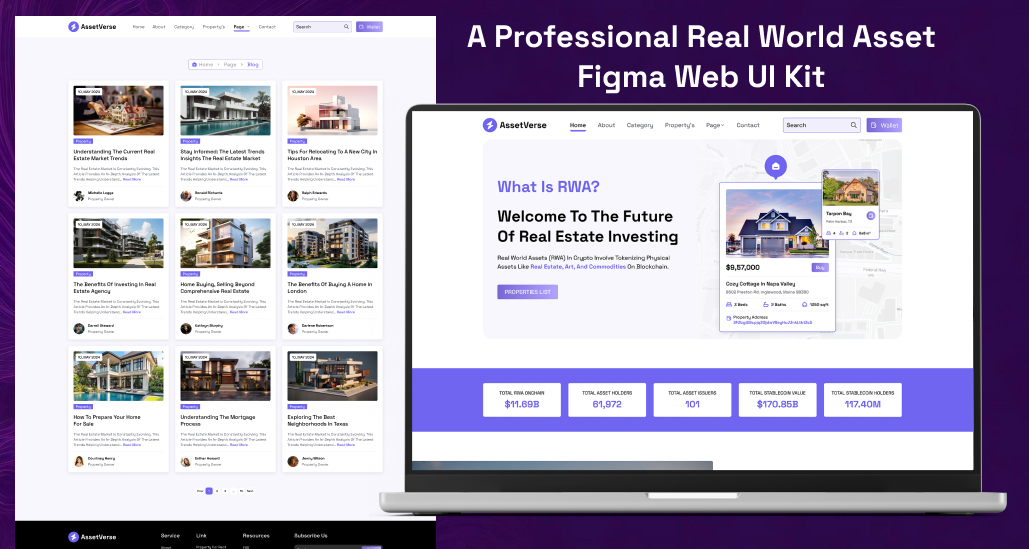 A Professional Real World Asset
Figma Web UI Kit
AssetVerse
Home About Category Property's Page Contact
Search
Wallet
Home Page Blog
10, MAY 2024
Property
Understanding The Current Real
Estate Market Trends
The Real Estate Market Is Constantly Evolving. This
Article Provides An In-Depth Analysis Of The Latest
Trends Helping Understand... Read More
Michelle Loggs
Property Owner
10, MAY 2024
Property
Stay Informed: The Latest Trends
Insights The Real Estate Market
The Real Estate Market Is Constantly Evolving. This
Article Provides An In-Depth Analysis Of The Latest
Trends Helping Understand... Read More
Ronald Richards
Property Owner
10, MAY 2024
Property
Tips For Relocating To A New City In
Houston Area
The Real Estate Market Is Constantly Evolving. This
Article Provides An In-Depth Analysis Of The Latest
Trends Helping Understand... Read More
Ralph Edwards
Property Owner
10, MAY 2024
Property
The Benefits Of Investing In Real
Estate Agency
The Real Estate Market Is Constantly Evolving. This
Article Provides An In-Depth Analysis Of The Latest
Trends Helping Understand... Read More
Darrell Steward
Property Owner
10, MAY 2024
Property
Home Buying, Selling Beyond
Comprehensive Real Estate
The Real Estate Market Is Constantly Evolving. This
Article Provides An In-Depth Analysis Of The Latest
Trends Helping Understand... Read More
Kathryn Murphy
Property Owner
10, MAY 2024
Property
The Benefits Of Buying A Home In
London
The Real Estate Market Is Constantly Evolving. This
Article Provides An In-Depth Analysis Of The Latest
Trends Helping Understand... Read More
Darlene Robertson
Property Owner
10, MAY 2024
Property
How To Prepare Your Home
For Sale
The Real Estate Market Is Constantly Evolving. This
Article Provides An In-Depth Analysis Of The Latest
Trends Helping Understand... Read More
Courtney Henry
Property Owner
10, MAY 2024
Property
Understanding The Mortgage
Process
The Real Estate Market Is Constantly Evolving. This
Article Provides An In-Depth Analysis Of The Latest
Trends Helping Understand... Read More
Esther Howard
Property Owner
10, MAY 2024
Property
Exploring The Best
Neighborhoods In Texas
The Real Estate Market Is Constantly Evolving. This
Article Provides An In-Depth Analysis Of The Latest
Trends Helping Understand... Read More
Jenny Wilson
Property Owner
Prev 1 2 3 ... 10 Next
AssetVerse
Service Link Resources Subscribe Us
About Property For Rent FAQ
AssetVerse
Home About Category Property's Page Contact
Search
Wallet
What Is RWA?
Welcome To The Future
Of Real Estate Investing
Real World Assets (RWA) In Crypto Involve Tokenizing Physical
Assets Like Real Estate, Art, And Commodities On Blockchain.
PROPERTIES LIST
Tarpon Bay
Palm Harbor, TX
4 2
$9,57,000
Buy
Cozy Cottage In Napa Valley
3 Beds 3 Baths 1250 sqft
Property Address
TOTAL RWA ONCHAIN
$11.69B
TOTAL ASSET HOLDERS
61,972
TOTAL ASSET ISSUERS
101
TOTAL STABLECOIN VALUE
$170.85B
TOTAL STABLECOIN HOLDERS
117.40M